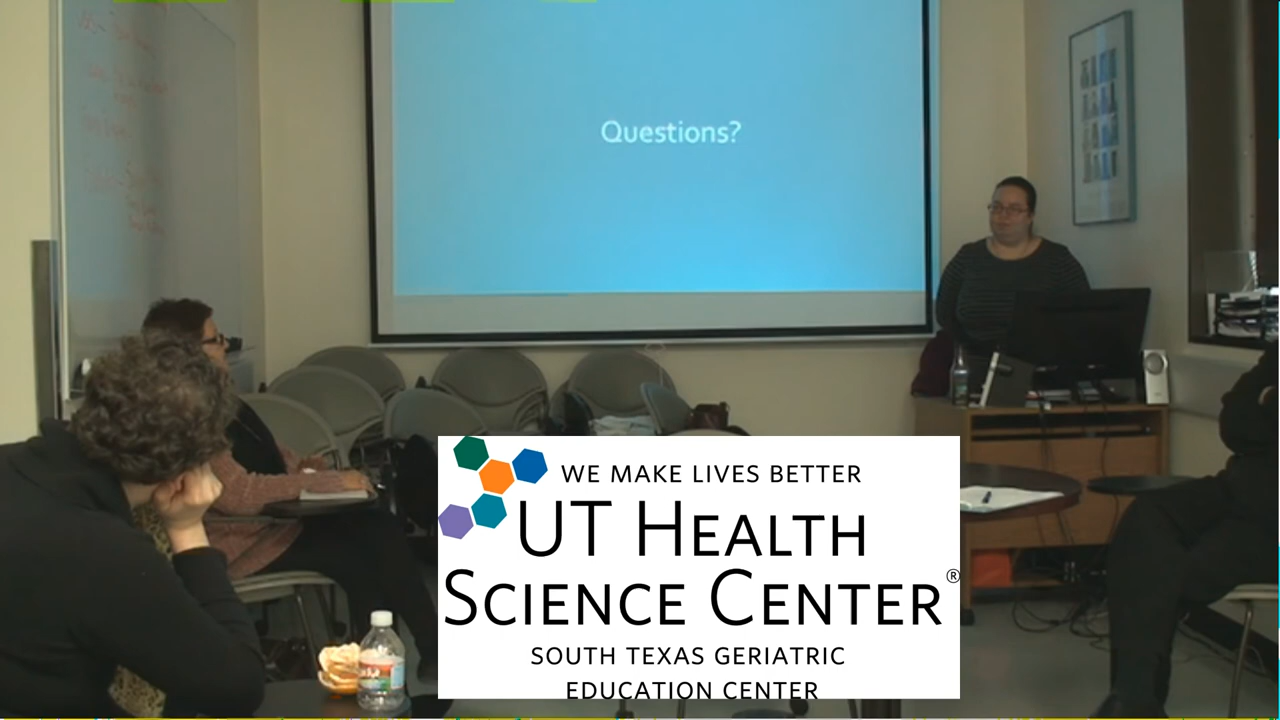 Questions?
WE MAKE LIVES BETTER
UT HEALTH
SCIENCE CENTER®
SOUTH TEXAS GERIATRIC
EDUCATION CENTER